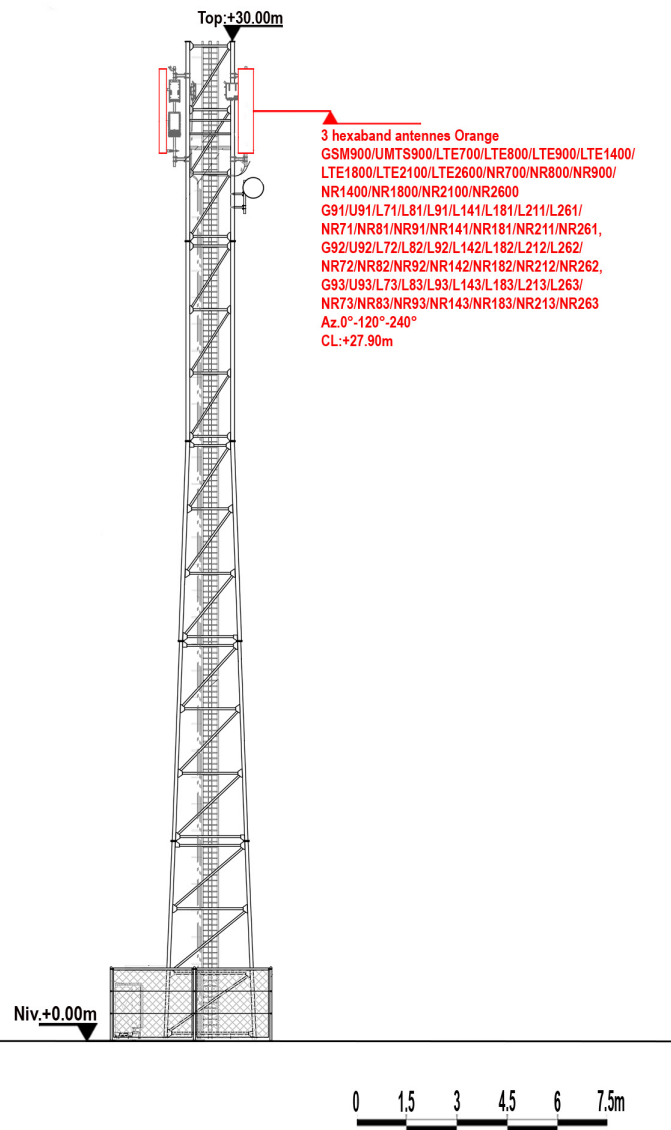 Top:+30.00m
3 hexaband antennes Orange
GSM900/UMTS900/LTE700/LTE800/LTE900/LTE1400/
LTE1800/LTE2100/LTE2600/NR700/NR800/NR900/
NR1400/NR1800/NR2100/NR2600
G91/U91/L71/L81/L91/L141/L181/L211/L261/
NR71/NR81/NR91/NR141/NR181/NR211/NR261,
G92/U92/L72/L82/L92/L142/L182/L212/L262/
NR72/NR82/NR92/NR142/NR182/NR212/NR262,
G93/U93/L73/L83/L93/L143/L183/L213/L263/
NR73/NR83/NR93/NR143/NR183/NR213/NR263
Az.0°-120°-240°
CL:+27.90m
Niv.+0.00m
0 1.5 3 4.5 6 7.5m